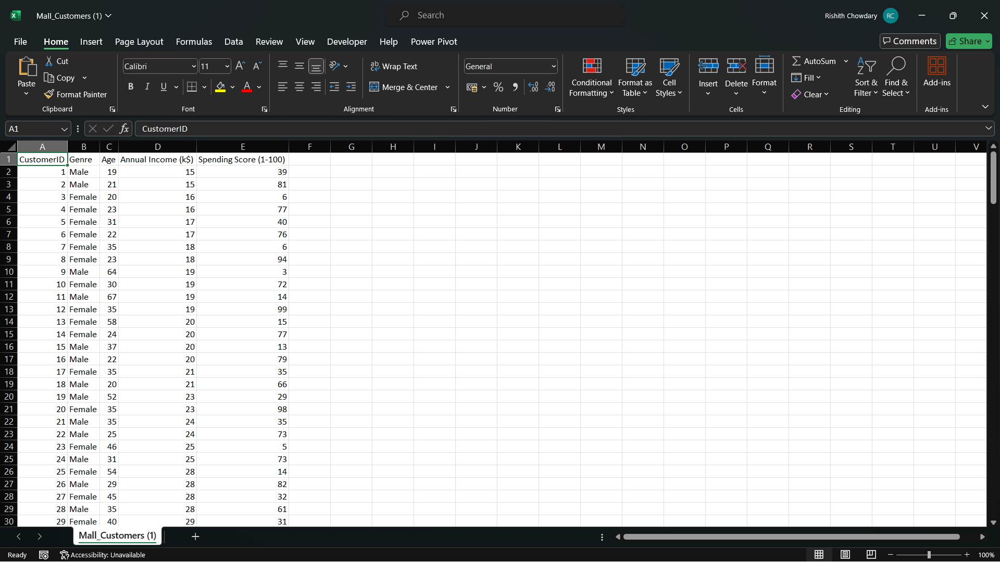 Mall_Customers (1)
Search
Rishith Chowdary RC
File Home Insert Page Layout Formulas Data Review View Developer Help Power Pivot
Comments Share
Paste
Cut
Copy
Format Painter
Clipboard
Calibri 11
B I U A
Font
ab Wrap Text
Merge & Center
Alignment
General
% 9 .00 .00
Number
Conditional Formatting
Format as Table
Cell Styles
Styles
Insert Delete Format
Cells
AutoSum
Fill
Clear
Sort & Filter
Find & Select
Editing
Add-ins
Add-ins
A1 fx CustomerID
A B C D E F G H I J K L M N O P Q R S T U V
1 CustomerID Genre Age Annual Income (k$) Spending Score (1-100)
2 1 Male 19 15 39
3 2 Male 21 15 81
4 3 Female 20 16 6
5 4 Female 23 16 77
6 5 Female 31 17 40
7 6 Female 22 17 76
8 7 Female 35 18 6
9 8 Female 23 18 94
10 9 Male 64 19 3
11 10 Female 30 19 72
12 11 Male 67 19 14
13 12 Female 35 19 99
14 13 Female 58 20 15
15 14 Female 24 20 77
16 15 Male 37 20 13
17 16 Male 22 20 79
18 17 Female 35 21 35
19 18 Male 20 21 66
20 19 Male 52 23 29
21 20 Female 35 23 98
22 21 Male 35 24 35
23 22 Male 25 24 73
24 23 Female 46 25 5
25 24 Male 31 25 73
26 25 Female 54 28 14
27 26 Male 29 28 82
28 27 Female 45 28 32
29 28 Male 35 28 61
30 29 Female 40 29 31
Mall_Customers (1)
Ready Accessibility: Unavailable 100%